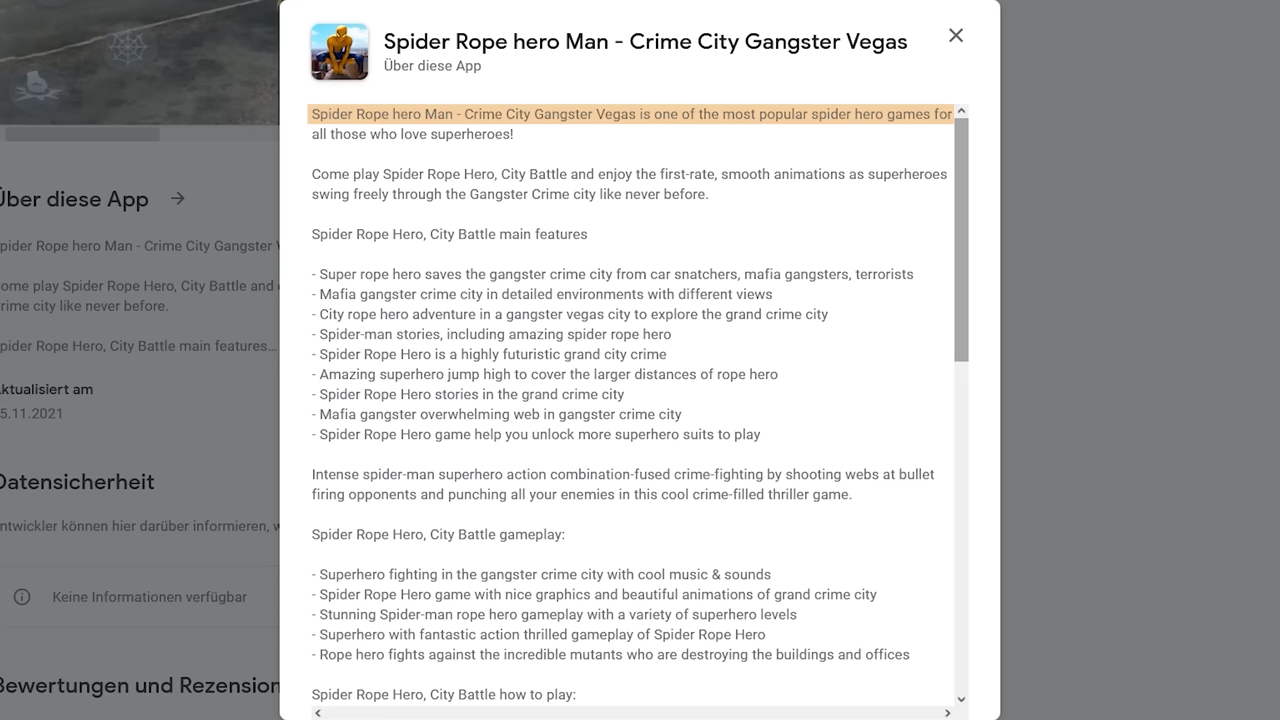 Spider Rope hero Man - Crime City Gangster Vegas
Über diese App
Spider Rope hero Man - Crime City Gangster Vegas is one of the most popular spider hero games for
all those who love superheroes!
Come play Spider Rope Hero, City Battle and enjoy the first-rate, smooth animations as superheroes
swing freely through the Gangster Crime city like never before.
Spider Rope Hero, City Battle main features
- Super rope hero saves the gangster crime city from car snatchers, mafia gangsters, terrorists
- Mafia gangster crime city in detailed environments with different views
- City rope hero adventure in a gangster vegas city to explore the grand crime city
- Spider-man stories, including amazing spider rope hero
- Spider Rope Hero is a highly futuristic grand city crime
- Amazing superhero jump high to cover the larger distances of rope hero
- Spider Rope Hero stories in the grand crime city
- Mafia gangster overwhelming web in gangster crime city
- Spider Rope Hero game help you unlock more superhero suits to play
Intense spider-man superhero action combination-fused crime-fighting by shooting webs at bullet
firing opponents and punching all your enemies in this cool crime-filled thriller game.
Spider Rope Hero, City Battle gameplay:
- Superhero fighting in the gangster crime city with cool music & sounds
- Spider Rope Hero game with nice graphics and beautiful animations of grand crime city
- Stunning Spider-man rope hero gameplay with a variety of superhero levels
- Superhero with fantastic action thrilled gameplay of Spider Rope Hero
- Rope hero fights against the incredible mutants who are destroying the buildings and offices
Spider Rope Hero, City Battle how to play:
Über diese App
pider Rope hero Man - Crime City Gangster V
ome play Spider Rope Hero, City Battle and e
rime city like never before.
pider Rope Hero, City Battle main features...
ktualisiert am
5.11.2021
Datensicherheit
ntwickler können hier darüber informieren, w
Keine Informationen verfügbar
Bewertungen und Rezension